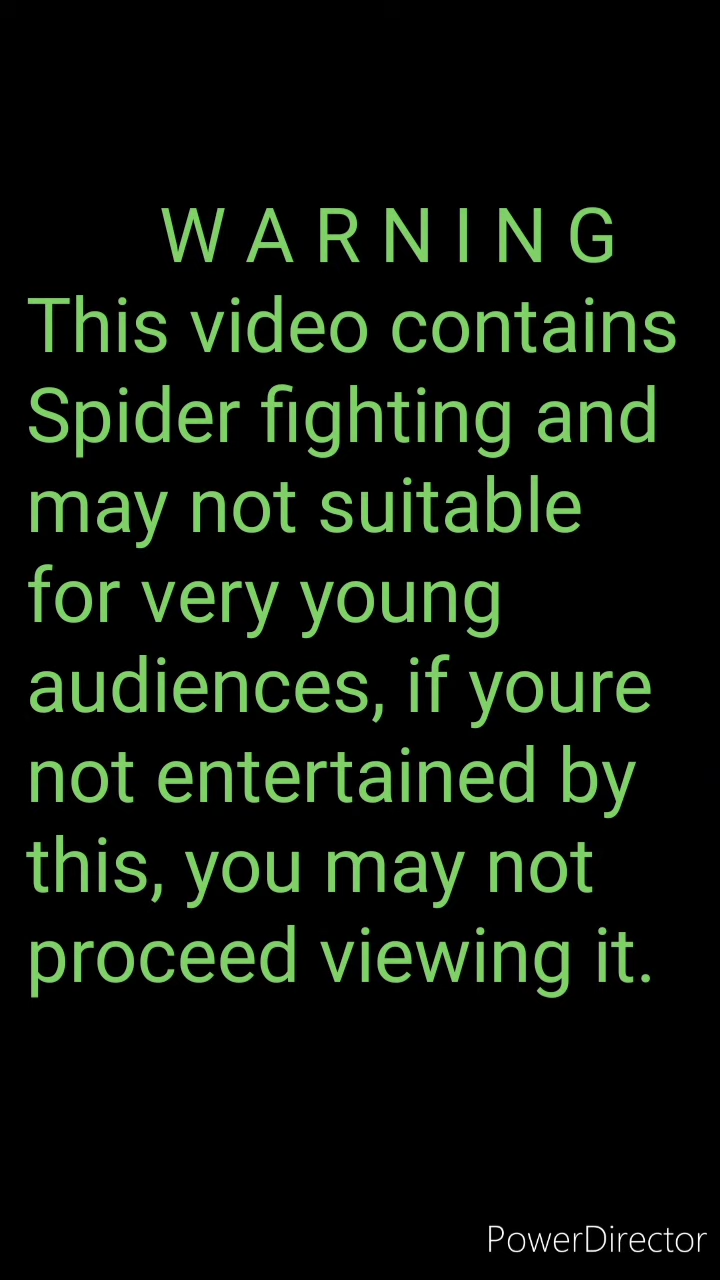 W A R N I N G
This video contains
Spider fighting and
may not suitable
for very young
audiences, if youre
not entertained by
this, you may not
proceed viewing it.
PowerDirector